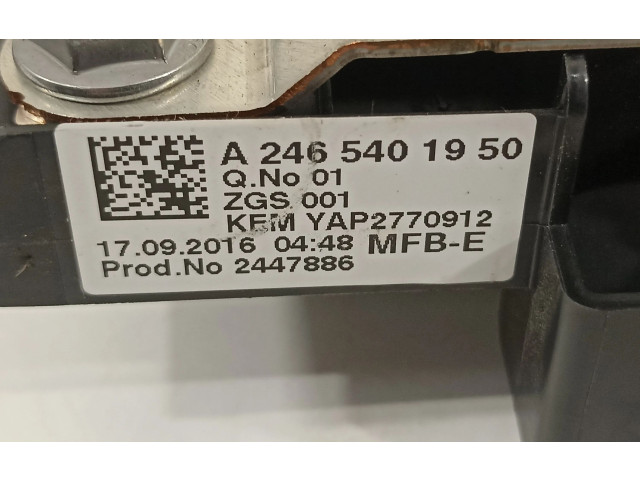 A 246 540 19 50
Q.No 01
ZGS 001
KEM YAP2770912
17.09.2016 04:48 MFB-E
Prod.No 2447886